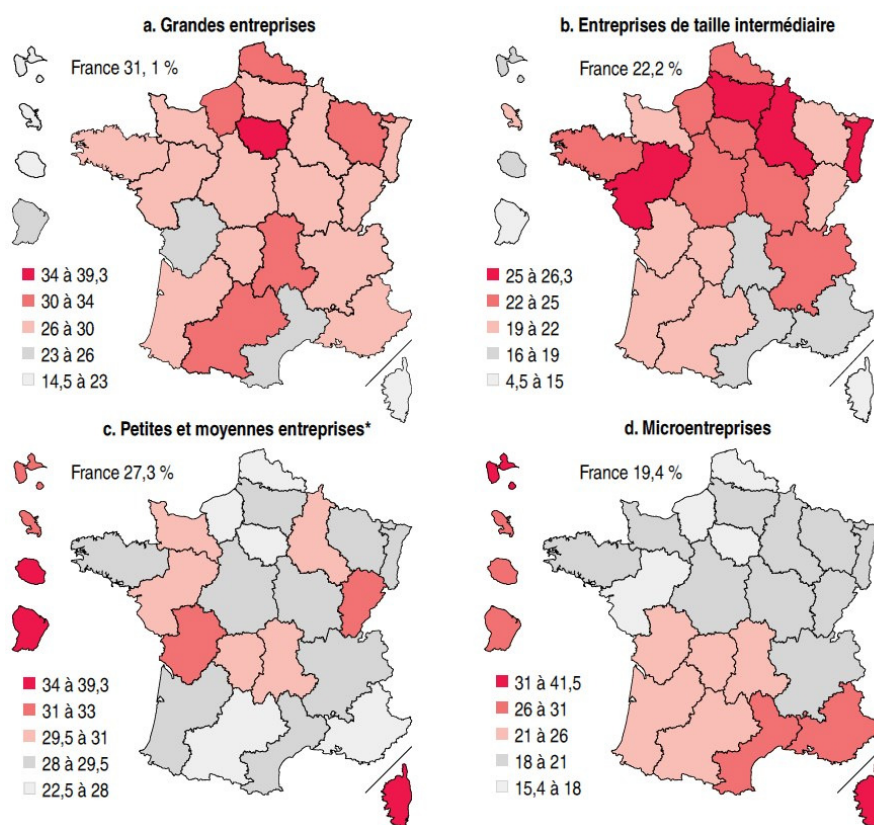 a. Grandes entreprises
France 31, 1 %
34 à 39,3
30 à 34
26 à 30
23 à 26
14,5 à 23
b. Entreprises de taille intermédiaire
France 22,2 %
25 à 26,3
22 à 25
19 à 22
16 à 19
4,5 à 15
c. Petites et moyennes entreprises*
France 27,3 %
34 à 39,3
31 à 33
29,5 à 31
28 à 29,5
22,5 à 28
d. Microentreprises
France 19,4 %
31 à 41,5
26 à 31
21 à 26
18 à 21
15,4 à 18